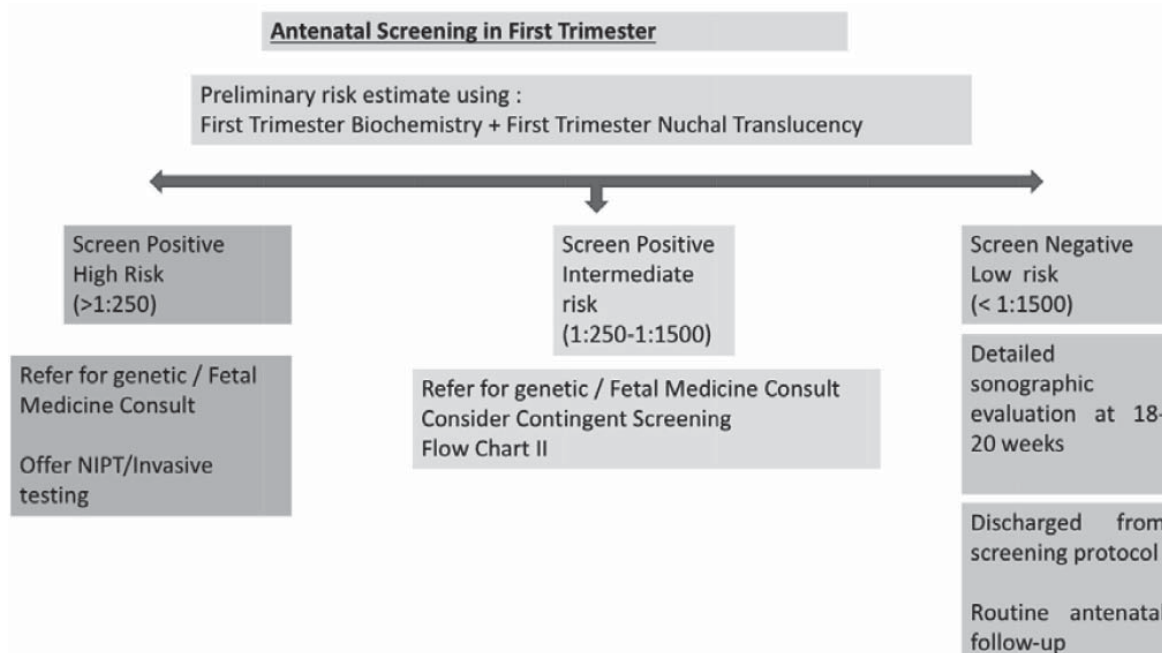 Antenatal Screening in First Trimester
Preliminary risk estimate using :
First Trimester Biochemistry + First Trimester Nuchal Translucency
Screen Positive
High Risk
(>1:250)
Refer for genetic / Fetal
Medicine Consult
Offer NIPT/Invasive
testing
Screen Positive
Intermediate
risk
(1:250-1:1500)
Refer for genetic / Fetal Medicine Consult
Consider Contingent Screening
Flow Chart II
Screen Negative
Low risk
(< 1:1500)
Detailed
sonographic
evaluation at 18-
20 weeks
Discharged from
screening protocol
Routine antenatal
follow-up